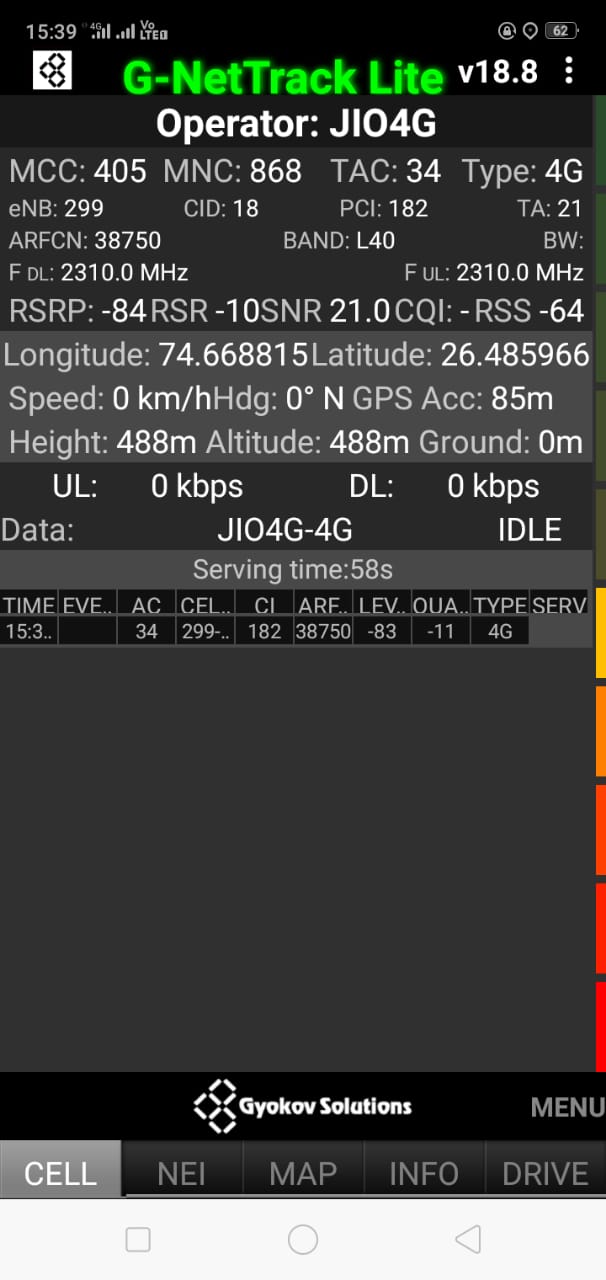 15:39 4G Vo LTE 62
G-NetTrack Lite v18.8
Operator: JIO4G
MCC: 405 MNC: 868 TAC: 34 Type: 4G
eNB: 299 CID: 18 PCI: 182 TA: 21
ARFCN: 38750 BAND: L40 BW:
F DL: 2310.0 MHz F UL: 2310.0 MHz
RSRP: -84 RSR -10 SNR 21.0 CQI: - RSS -64
Longitude: 74.668815 Latitude: 26.485966
Speed: 0 km/h Hdg: 0° N GPS Acc: 85m
Height: 488m Altitude: 488m Ground: 0m
UL: 0 kbps DL: 0 kbps
Data: JIO4G-4G IDLE
Serving time:58s
TIME EVE.. AC CEL.. CI ARF.. LEV.. QUA.. TYPE SERV
15:3.. 34 299-.. 182 38750 -83 -11 4G
Gyokov Solutions MENU
CELL NEI MAP INFO DRIVE